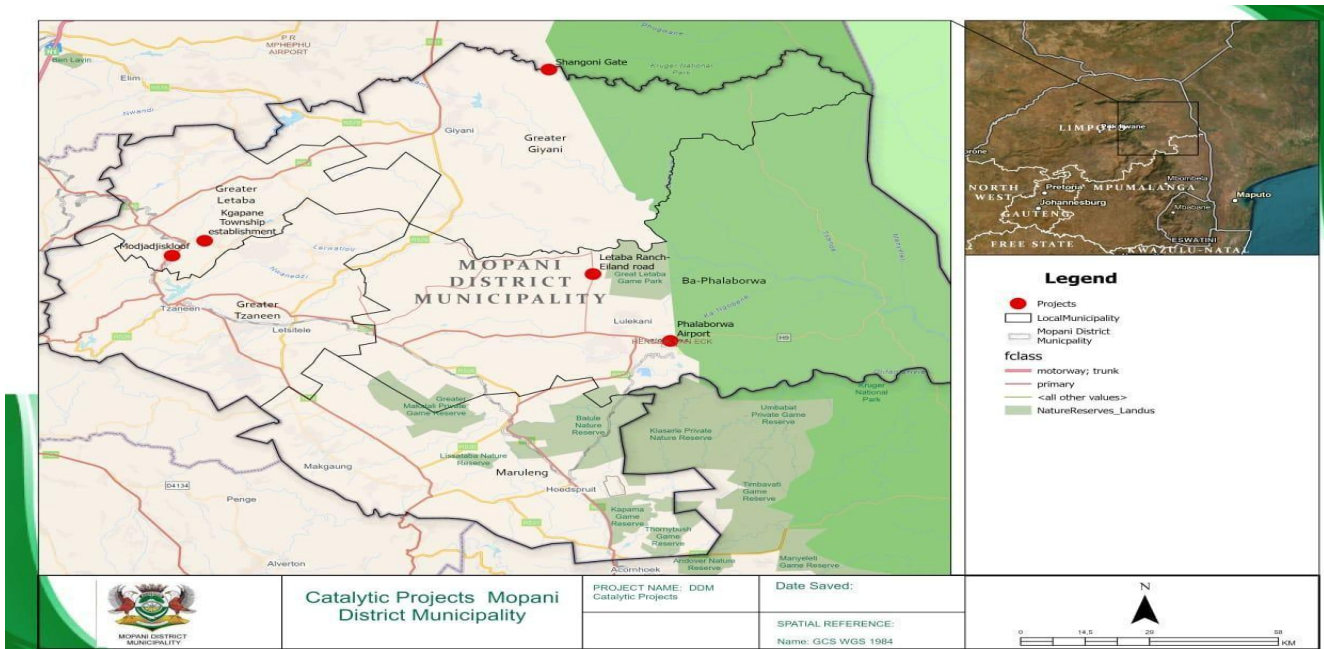 P.R
MPHEPHU
AIRPORT
Ben Lavin
Elim
Nwandi
Phugwane
Shangoni Gate
Kruger National
Park
Giyani
Greater
Giyani
Greater
Letaba
Kgapane
Township
establishment
Modjadjiskloof
Lerwatlou
Nwanedzi
MOPANI
DISTRICT
MUNICIPALITY
Letaba Ranch-
Eiland road
Great Letaba
Game Park
Ba-Phalaborwa
Tzaneen
Greater
Tzaneen
Letsitele
Lulekani
Phalaborwa
Airport
H9
Kruger
National
Park
Greater
Makalali Private
Game Reserve
Balule
Nature
Reserve
Klaserie Private
Nature Reserve
Umbabat
Private Game
Reserve
Lissataba Nature
Reserve
Makgaung
Maruleng
Hoedspruit
Timbavati
Game
Reserve
D4134
Penge
Kapama
Game
Reserve
Thornybush
Game
Reserve
Manyeleti
Game Reserve
Andover Nature
Reserve
Alverton
Acornhoek
LIMPOPO
NORTH
WEST
Pretoria
MPUMALANGA
Mbombela
Johannesburg
GAUTENG
Maputo
Mbabane
ESWATINI
FREE STATE
KWAZULU-NATAL
Legend
Projects
LocalMunicipality
Mopani District
Municpality
fclass
motorway; trunk
primary
<all other values>
NatureReserves_Landus
MOPANI DISTRICT
MUNICIPALITY
Catalytic Projects Mopani
District Municipality
PROJECT NAME: DDM
Catalytic Projects
Date Saved:
SPATIAL REFERENCE:
Name: GCS WGS 1984
N
0 14,5 29 58
KM